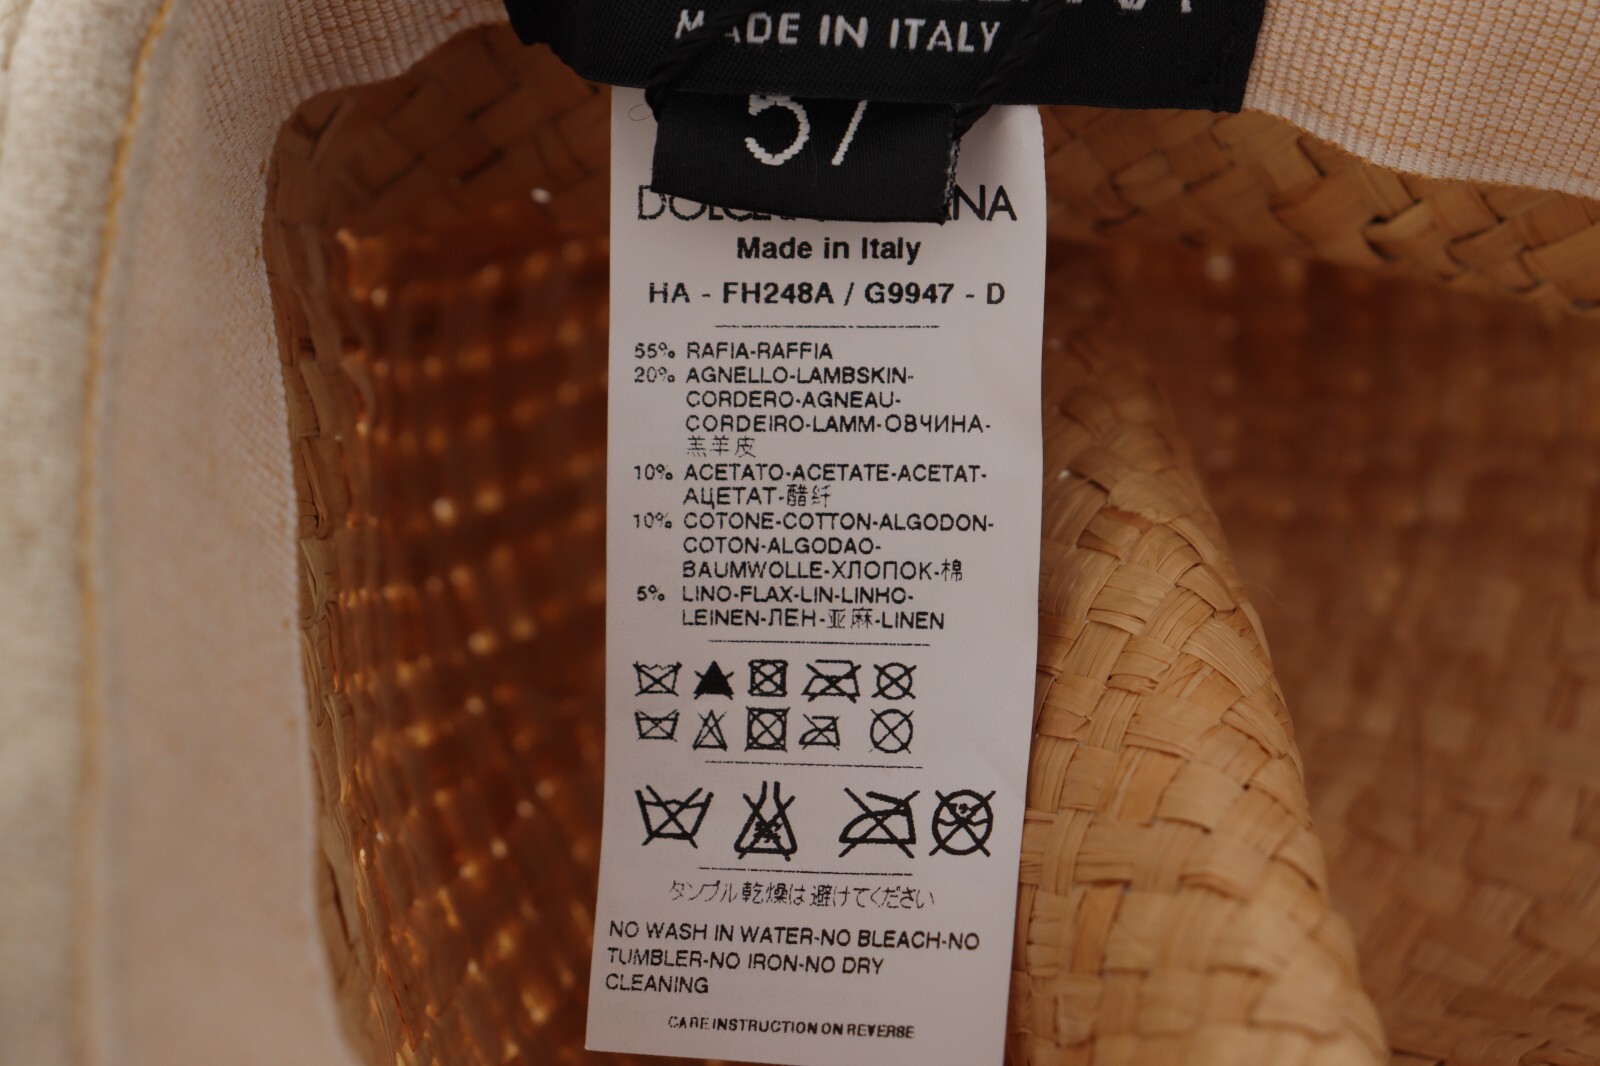 MADE IN ITALY
57
Made in Italy
HA - FH248A / G9947 - D
55% RAFIA-RAFFIA
20% AGNELLO-LAMBSKIN-
CORDERO-AGNEAU-
CORDEIRO-LAMM-ОВЧИНА-
羔羊皮
10% ACETATO-ACETATE-ACETAT-
АЦЕТАТ-醋纤
10% COTONE-COTTON-ALGODON-
COTON-ALGODAO-
BAUMWOLLE-ХЛОПОК-棉
5% LINO-FLAX-LIN-LINHO-
LEINEN-ЛЕН-亚麻-LINEN
タンブル乾燥は避けてください
NO WASH IN WATER-NO BLEACH-NO
TUMBLER-NO IRON-NO DRY
CLEANING
CARE INSTRUCTION ON REVERSE